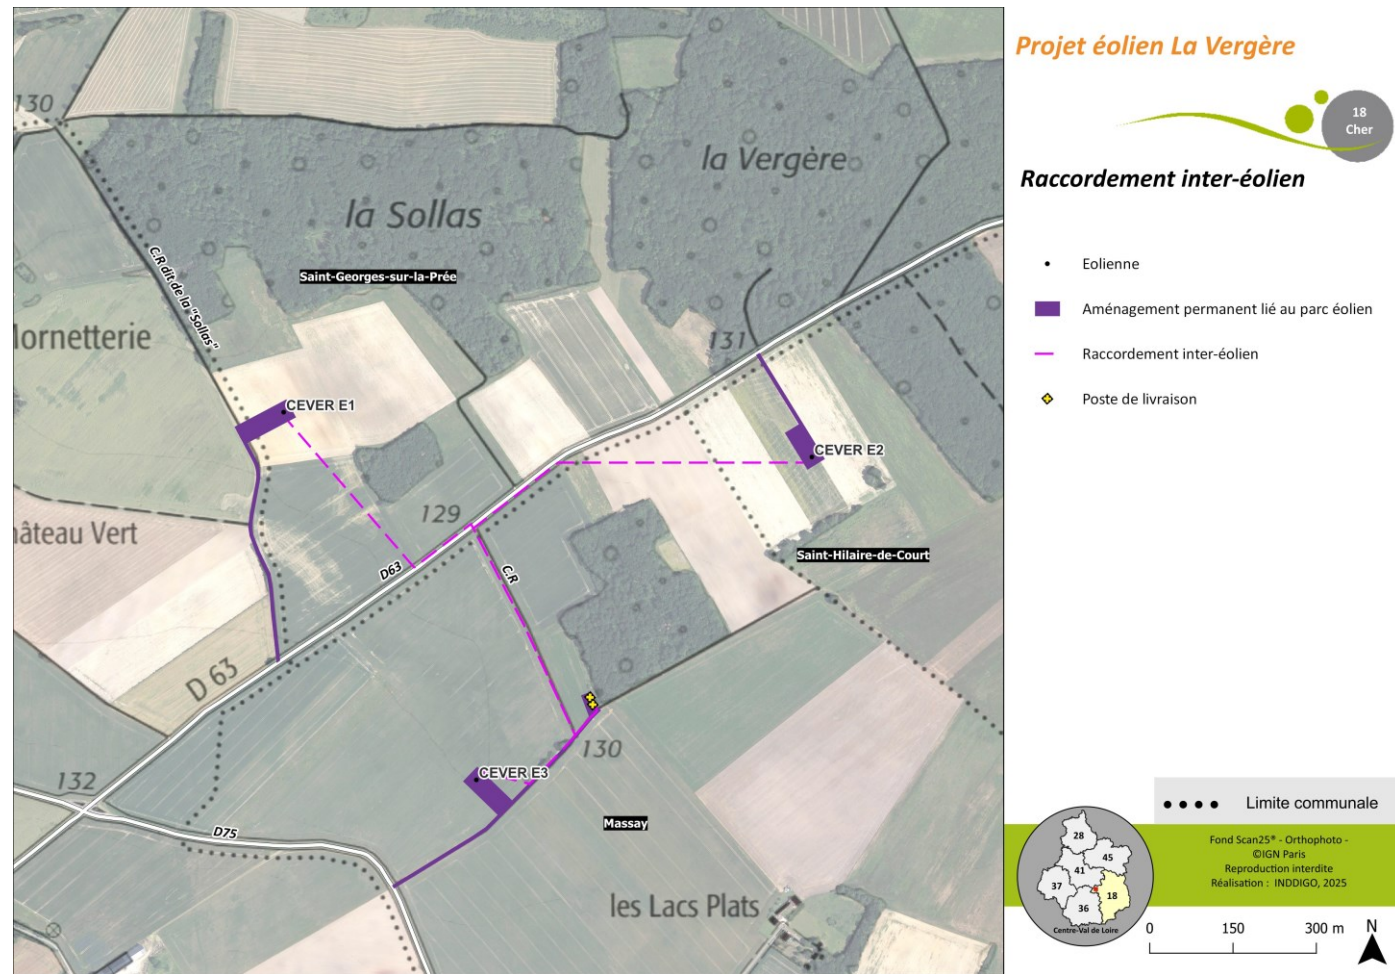 130
la Vergère
la Sollas
C.R dit de la "Sollas"
Saint-Georges-sur-la-Prée
Mornetterie
131
CEVER E1
CEVER E2
129
hâteau Vert
D63
C.R
Saint-Hilaire-de-Court
D 63
130
CEVER E3
132
Massay
D75
les Lacs Plats
Projet éolien La Vergère
18
Cher
Raccordement inter-éolien
Eolienne
Aménagement permanent lié au parc éolien
Raccordement inter-éolien
Poste de livraison
Limite communale
Fond Scan25® - Orthophoto -
©IGN Paris
Reproduction interdite
Réalisation : INDDIGO, 2025
28
45
41
37
18
36
Centre-Val de Loire
0 150 300 m
N